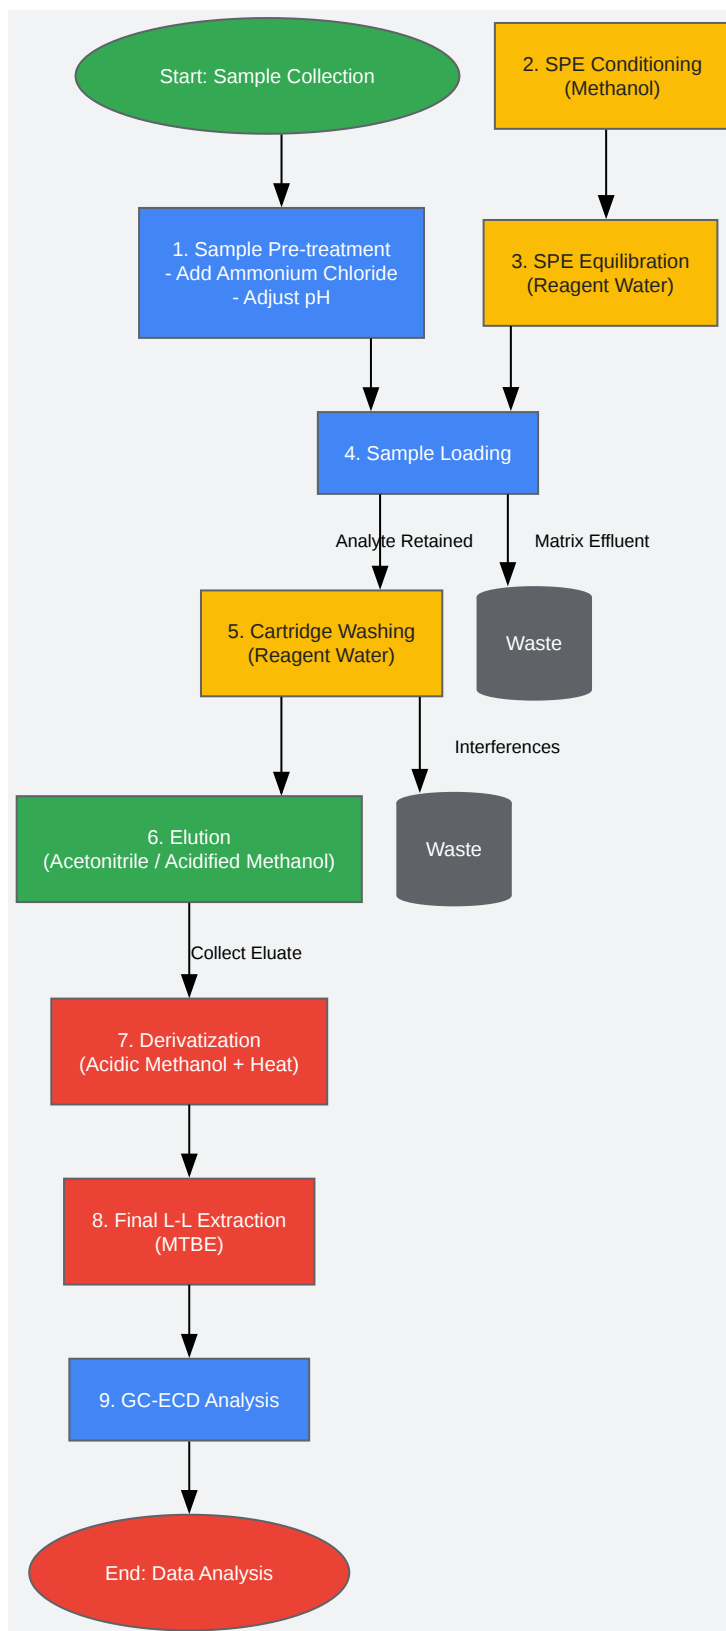 Start: Sample Collection
2. SPE Conditioning
(Methanol)
1. Sample Pre-treatment
- Add Ammonium Chloride
- Adjust pH
3. SPE Equilibration
(Reagent Water)
4. Sample Loading
Analyte Retained
Matrix Effluent
5. Cartridge Washing
(Reagent Water)
Waste
Interferences
6. Elution
(Acetonitrile / Acidified Methanol)
Waste
Collect Eluate
7. Derivatization
(Acidic Methanol + Heat)
8. Final L-L Extraction
(MTBE)
9. GC-ECD Analysis
End: Data Analysis